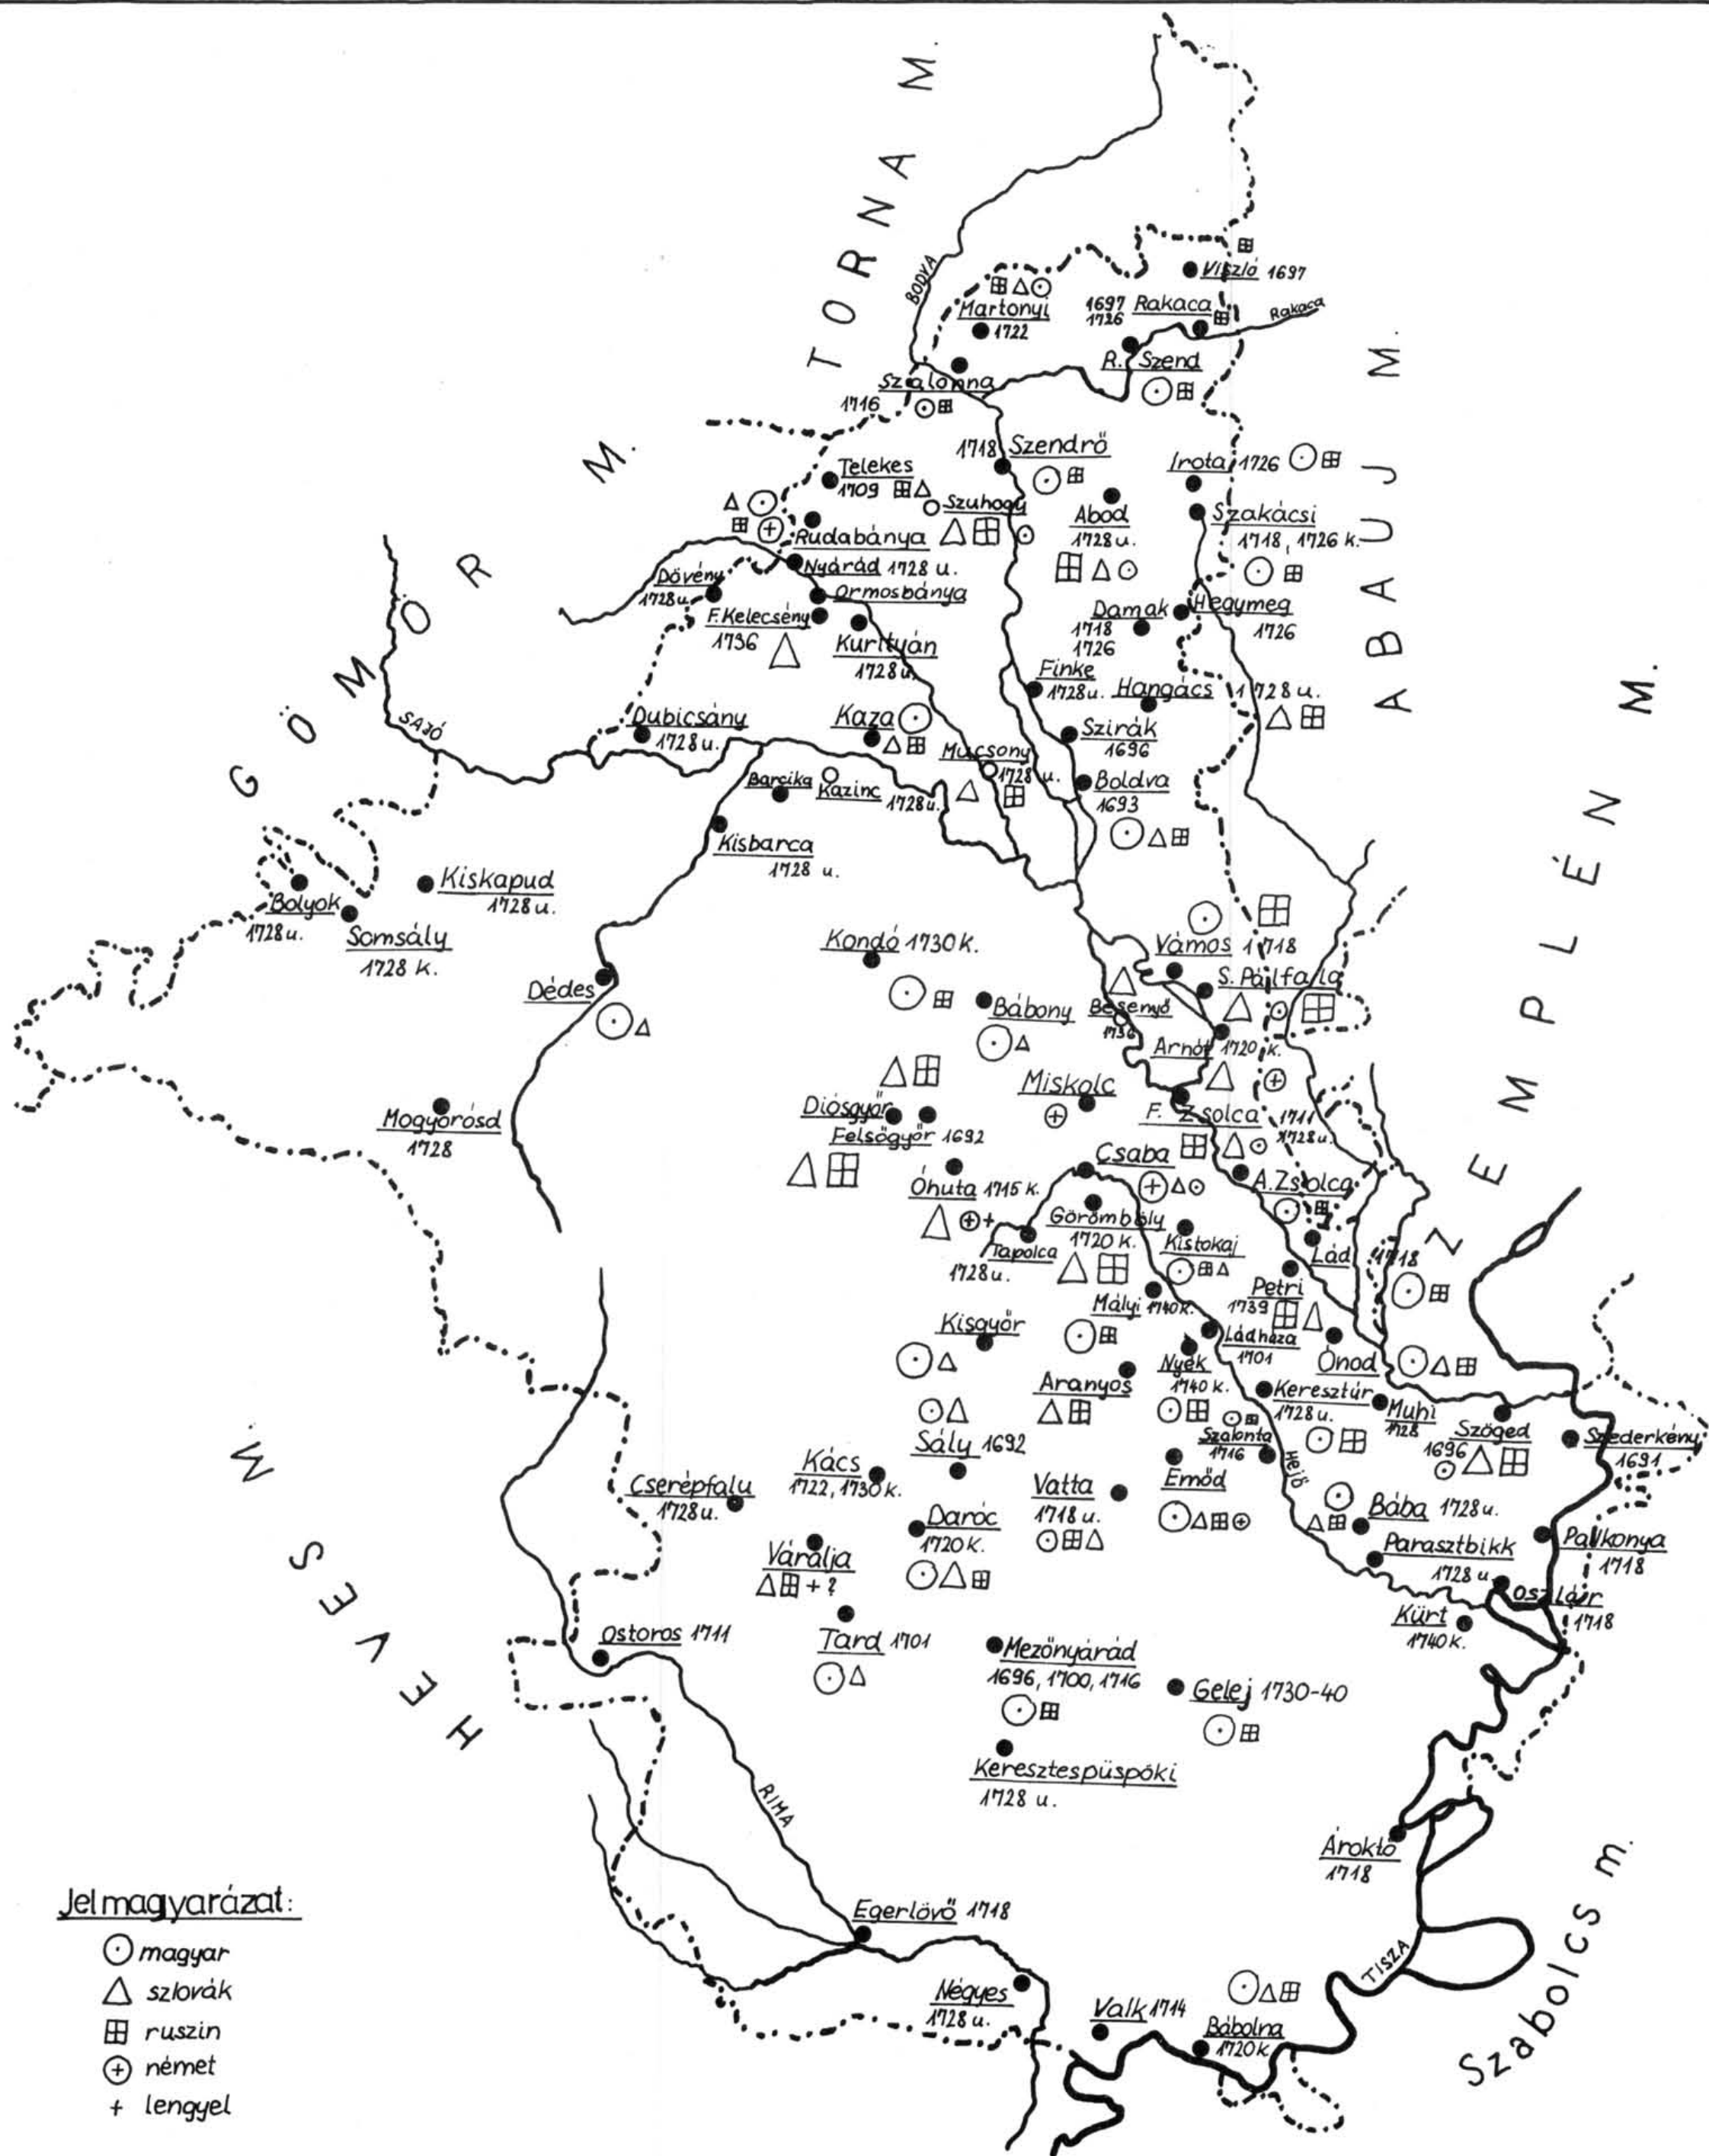 TORNA M.
GÖMÖR M.
ABAUJ M.
ZEMPLÉN M.
HEVES M.
Szabolcs m.
BODVA
Viszló 1697
Martonyi
1722
1697 Rakaca
1726
Rakaca
R. Szend
Szalonna
1716
1718 Szendrő
Irota 1726
Telekes
1709
Szuhogy
Abod
1728 u.
Szakácsi
1718, 1726 k.
Rudabánya
Nyárád 1728 u.
Dövény
1728 u.
Ormosbánya
F. Kelecsény
1736
Kurityán
1728 u.
Damak
1718
1726
Hegymeg
1726
Finke
1728 u.
Hangács 1728 u.
SAJÓ
Dubicsány
1728 u.
Kaza
Szirák
1696
Mucsony
1728 u.
Boldva
1693
Barcika
Kazinc 1728 u.
Kisbarca
1728 u.
Kiskapud
1728 u.
Bolyok
1728 u.
Somsály
1728 k.
Kondó 1730 k.
Vámos 1718
S. Pálfalla
Dédes
Bábony
Besenyő
1736
Arnót 1720 k.
Miskolc
Diósgyőr
Felsőgyőr 1692
F. Zsolca 1711
1728 u.
Mogyorósd
1728
Csaba
A. Zsolca
Óhuta 1715 k.
Görömböly
1720 k.
Kistokaj
Tapolca
1728 u.
Lád 1718
Petri
1739
Mályi 1740 k.
Kisgyőr
Ládháza
1701
Ónod
Nyék
1740 k.
Aranyos
Keresztúr
1728 u.
Muhi
1728
Szöged
1696
Szederkény
1691
Szalonta
1716
Sály 1692
Kács
1722, 1730 k.
Cserépfalu
1728 u.
Vatta
1718 u.
Emőd
HEJŐ
Bába 1728 u.
Daróc
1720 k.
Palkonya
1718
Váralja
+ ?
Parasztbikk
1728 u.
Oszlár
1718
Kürt
1740 k.
Ostoros 1711
Tard 1701
Mezőnyárád
1696, 1700, 1716
Gelej 1730-40
Keresztespüspöki
1728 u.
RIMA
Ároktő
1718
Egerlövő 1718
TISZA
Négyes
1728 u.
Valk 1714
Bábolna
1720 k.
Jelmagyarázat:
magyar
szlovák
ruszin
német
+ lengyel